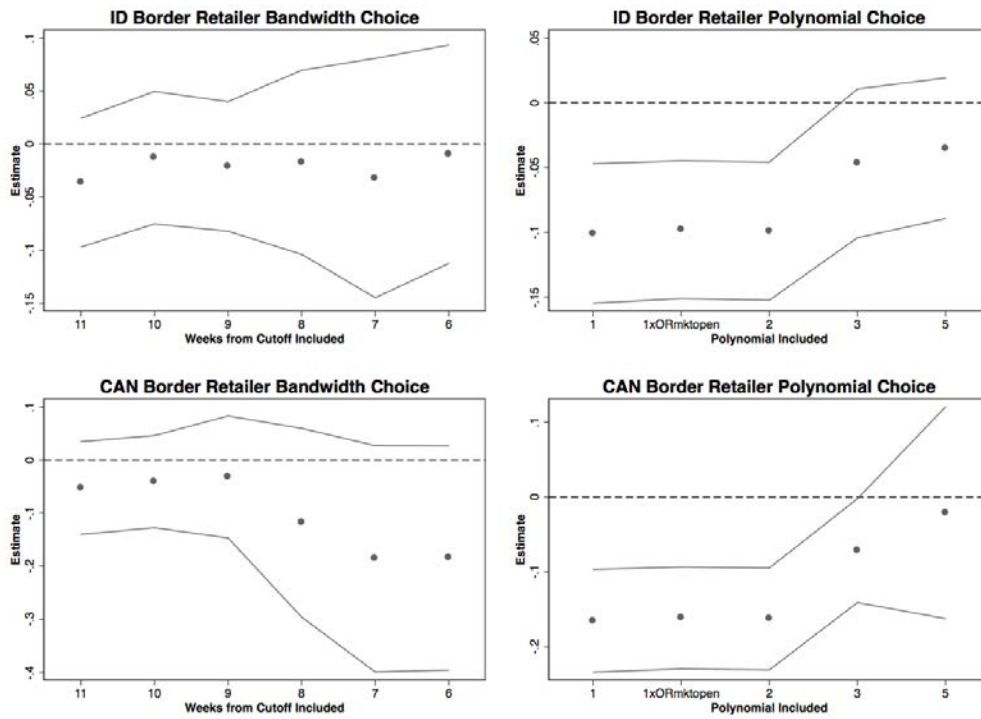 ID Border Retailer Bandwidth Choice
.1
.05
0
-.05
-.1
-.15
Estimate
11 10 9 8 7 6
Weeks from Cutoff Included
ID Border Retailer Polynomial Choice
.05
0
-.05
-.1
-.15
Estimate
1 1xORmktopen 2 3 5
Polynomial Included
CAN Border Retailer Bandwidth Choice
.1
0
-.1
-.2
-.3
-.4
Estimate
11 10 9 8 7 6
Weeks from Cutoff Included
CAN Border Retailer Polynomial Choice
.1
0
-.1
-.2
Estimate
1 1xORmktopen 2 3 5
Polynomial Included